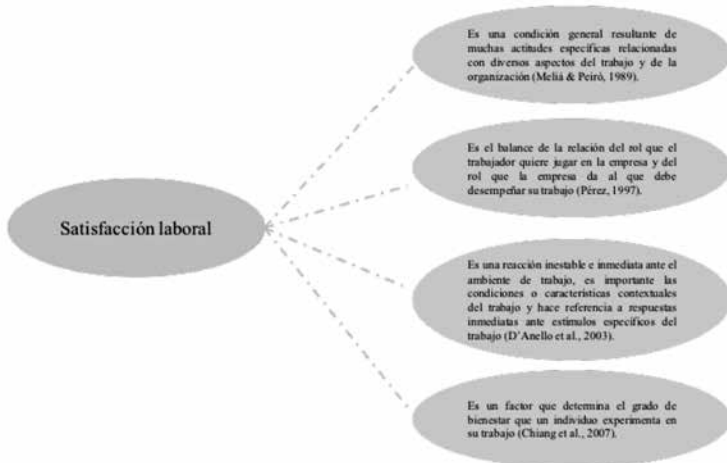 Es una condición general resultante de
muchas actitudes específicas relacionadas
con diversos aspectos del trabajo y de la
organización (Meliá & Peiró, 1989).
Es el balance de la relación del rol que el
trabajador quiere jugar en la empresa y del
rol que la empresa da al que debe
desempeñar su trabajo (Pérez, 1997).
Satisfacción laboral
Es una reacción inestable e inmediata ante el
ambiente de trabajo, es importante las
condiciones o características contextuales
del trabajo y hace referencia a respuestas
inmediatas ante estímulos específicos del
trabajo (D'Anello et al., 2003).
Es un factor que determina el grado de
bienestar que un individuo experimenta en
su trabajo (Chiang et al., 2007).